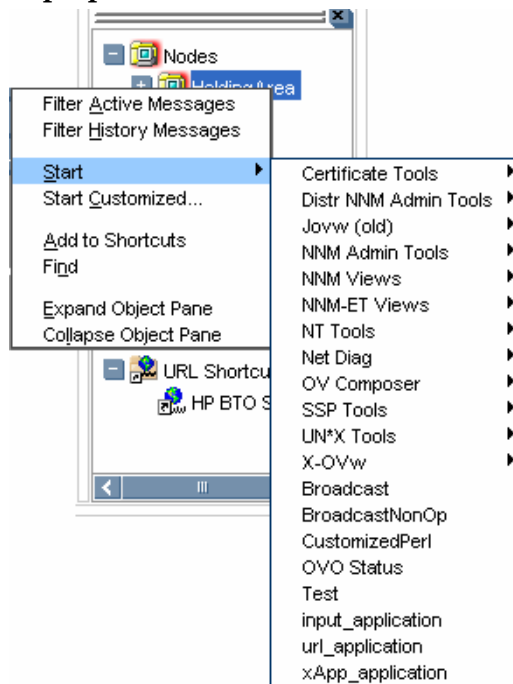 Nodes
Holding Area
Filter Active Messages
Filter History Messages
Start
Start Customized...
Add to Shortcuts
Find
Expand Object Pane
Collapse Object Pane
Certificate Tools
Distr NNM Admin Tools
Jovw (old)
NNM Admin Tools
NNM Views
NNM-ET Views
NT Tools
Net Diag
OV Composer
SSP Tools
UN*X Tools
X-OVw
Broadcast
BroadcastNonOp
CustomizedPerl
OVO Status
Test
input_application
url_application
xApp_application
URL Shortcu
HP BTO S